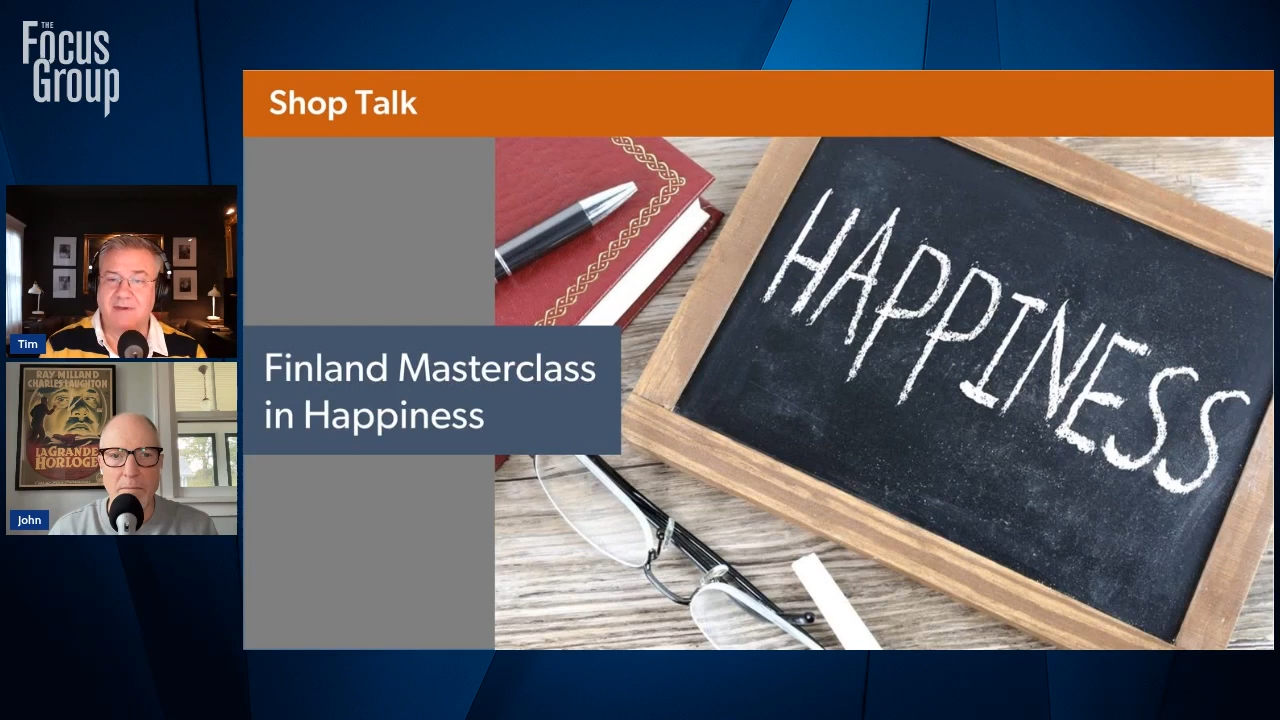 THE
Focus
Group
Shop Talk
HAPPINESS
Finland Masterclass
in Happiness
Tim
RAY MILLAND
CHARLES LAUGHTON
LA GRANDE
HORLOGE
John